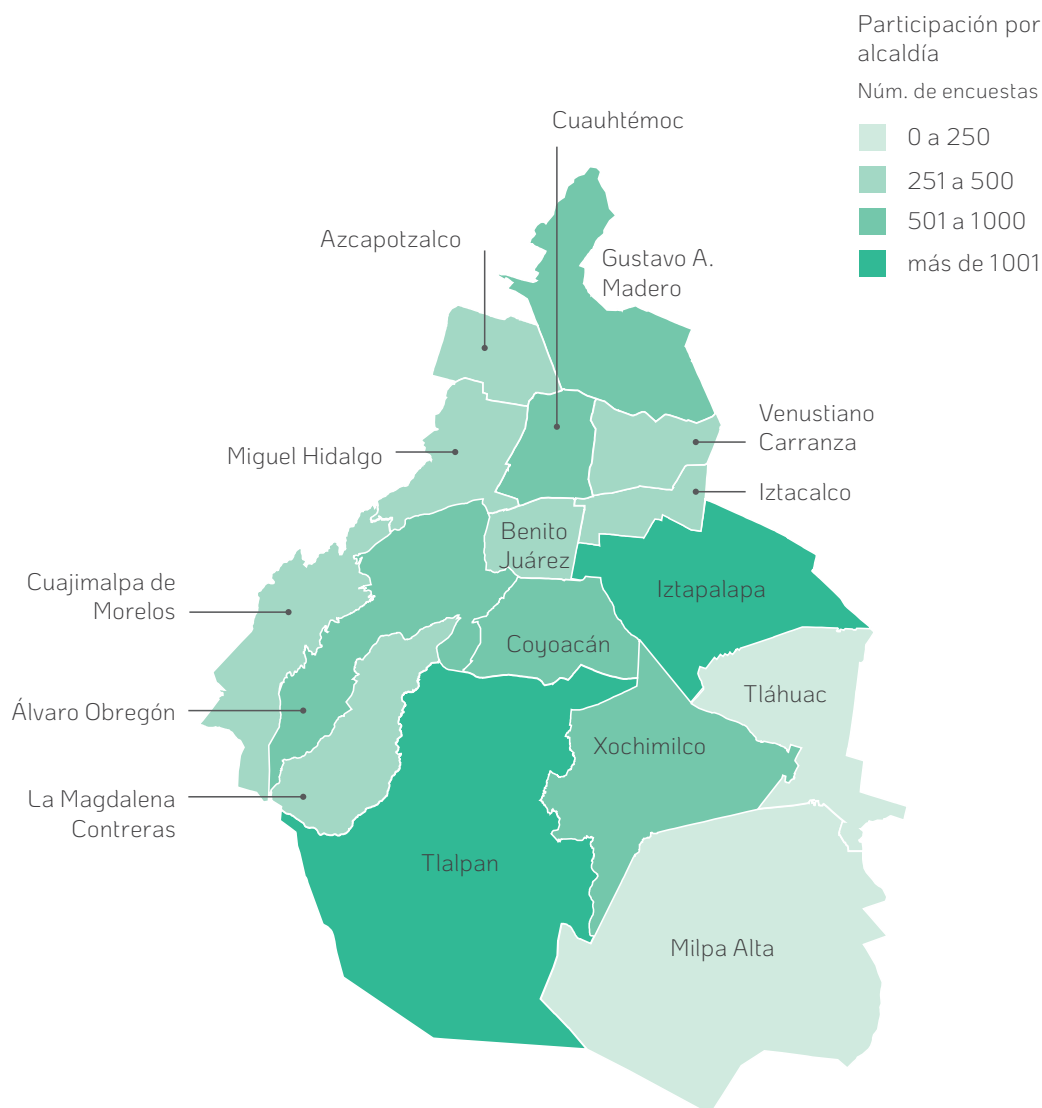 Participación por
alcaldía
Núm. de encuestas
0 a 250
251 a 500
501 a 1000
más de 1001
Cuauhtémoc
Azcapotzalco
Gustavo A.
Madero
Venustiano
Carranza
Miguel Hidalgo
Iztacalco
Benito
Juárez
Cuajimalpa de
Morelos
Iztapalapa
Coyoacán
Tláhuac
Álvaro Obregón
Xochimilco
La Magdalena
Contreras
Tlalpan
Milpa Alta